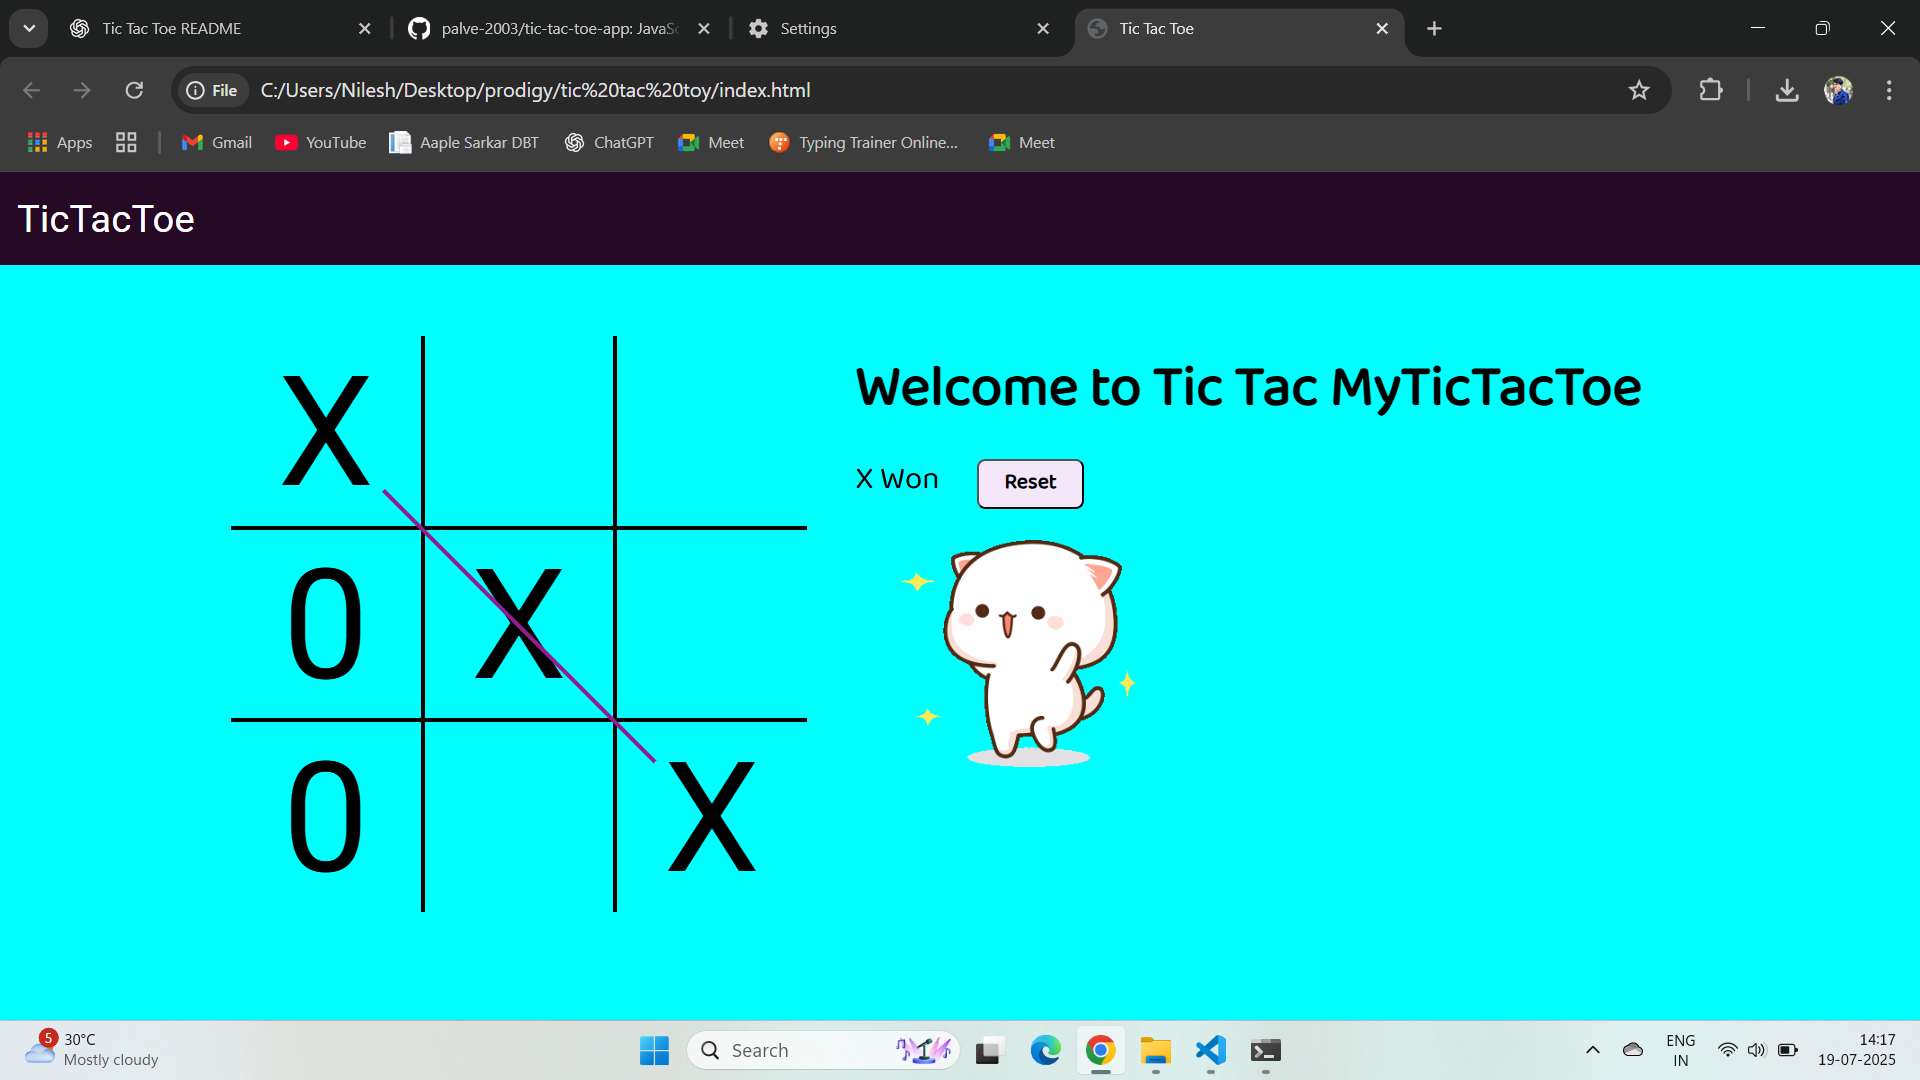 Tic Tac Toe README
palve-2003/tic-tac-toe-app: JavaSc
Settings
Tic Tac Toe
File
C:/Users/Nilesh/Desktop/prodigy/tic%20tac%20toy/index.html
Apps
Gmail
YouTube
Aaple Sarkar DBT
ChatGPT
Meet
Typing Trainer Online...
Meet
TicTacToe
X
0 X
0 X
Welcome to Tic Tac MyTicTacToe
X Won
Reset
5
30°C
Mostly cloudy
Search
ENG
IN
14:17
19-07-2025